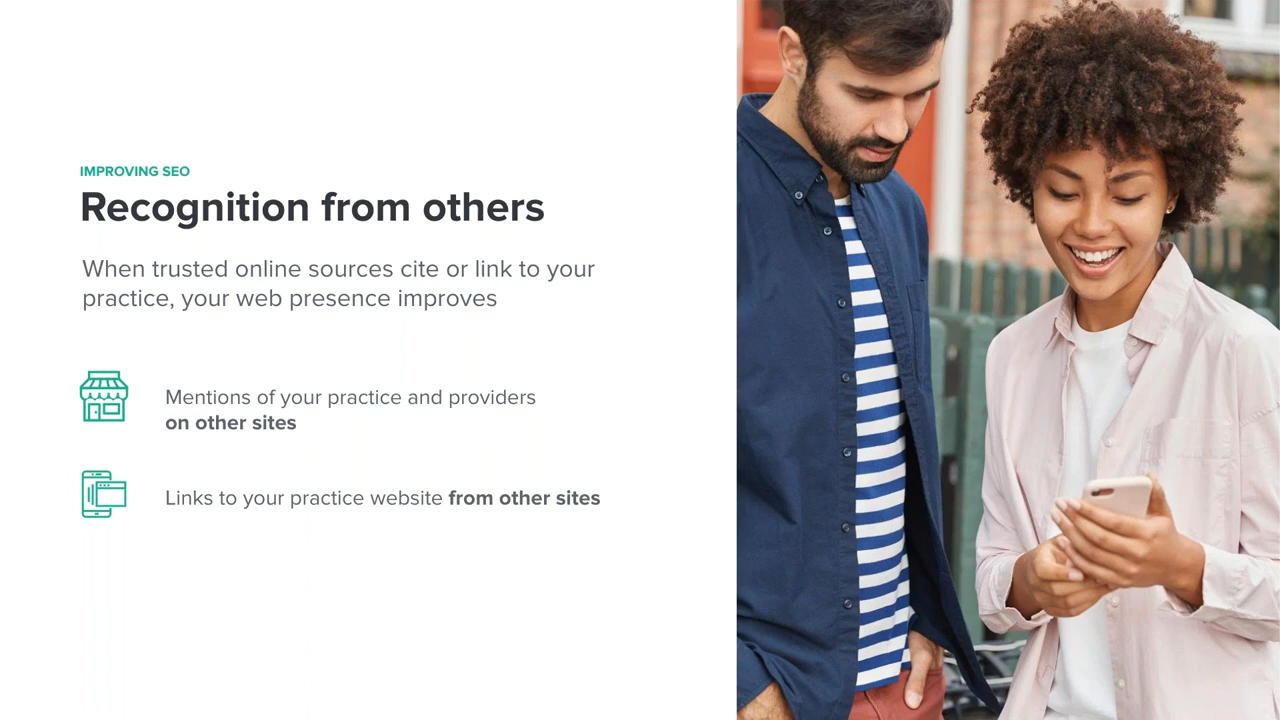 IMPROVING SEO
Recognition from others
When trusted online sources cite or link to your
practice, your web presence improves
Mentions of your practice and providers
on other sites
Links to your practice website from other sites